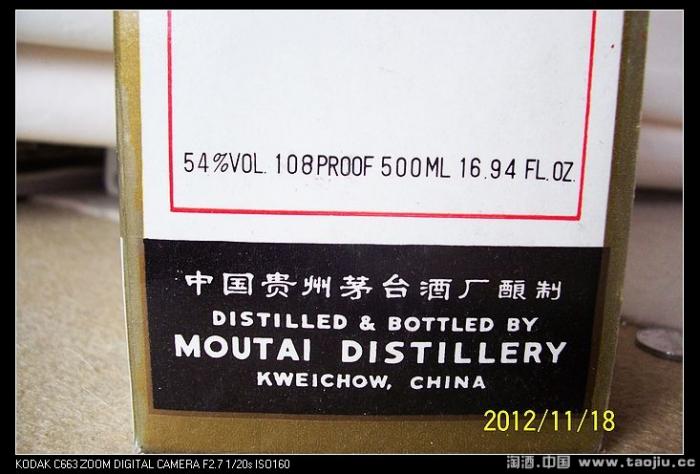 54%VOL. 108PROOF 500ML 16.94 FL.OZ.
中国贵州茅台酒厂酿制
DISTILLED & BOTTLED BY
MOUTAI DISTILLERY
KWEICHOW, CHINA
2012/11/18
KODAK C663 ZOOM DIGITAL CAMERA F2.7 1/20s ISO160
淘酒.中国 www.taojiu.cc